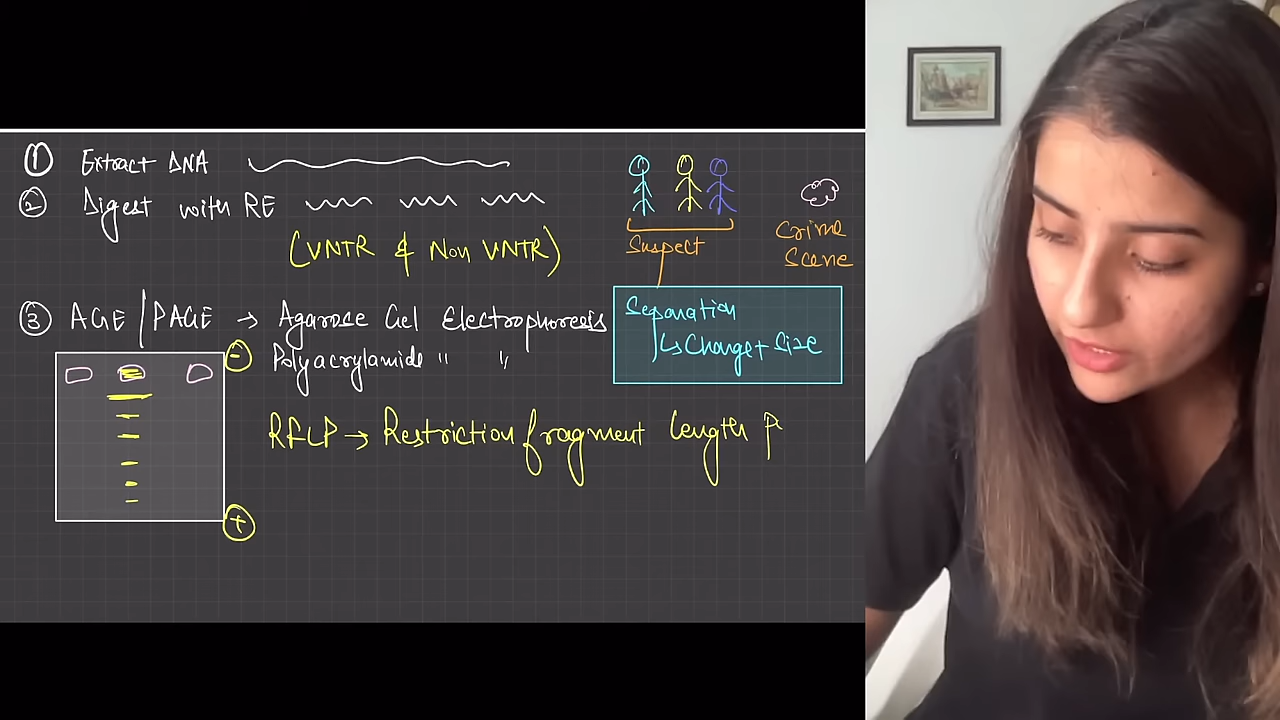 ① Extract DNA
② Digest with RE
(VNTR & Non VNTR)
Suspect
Crime
Scene
③ AGE/PAGE → Agarose Gel Electrophoresis
Polyacrylamide " "
Separation
↳ Charge + Size
-
+
RFLP → Restriction fragment length P